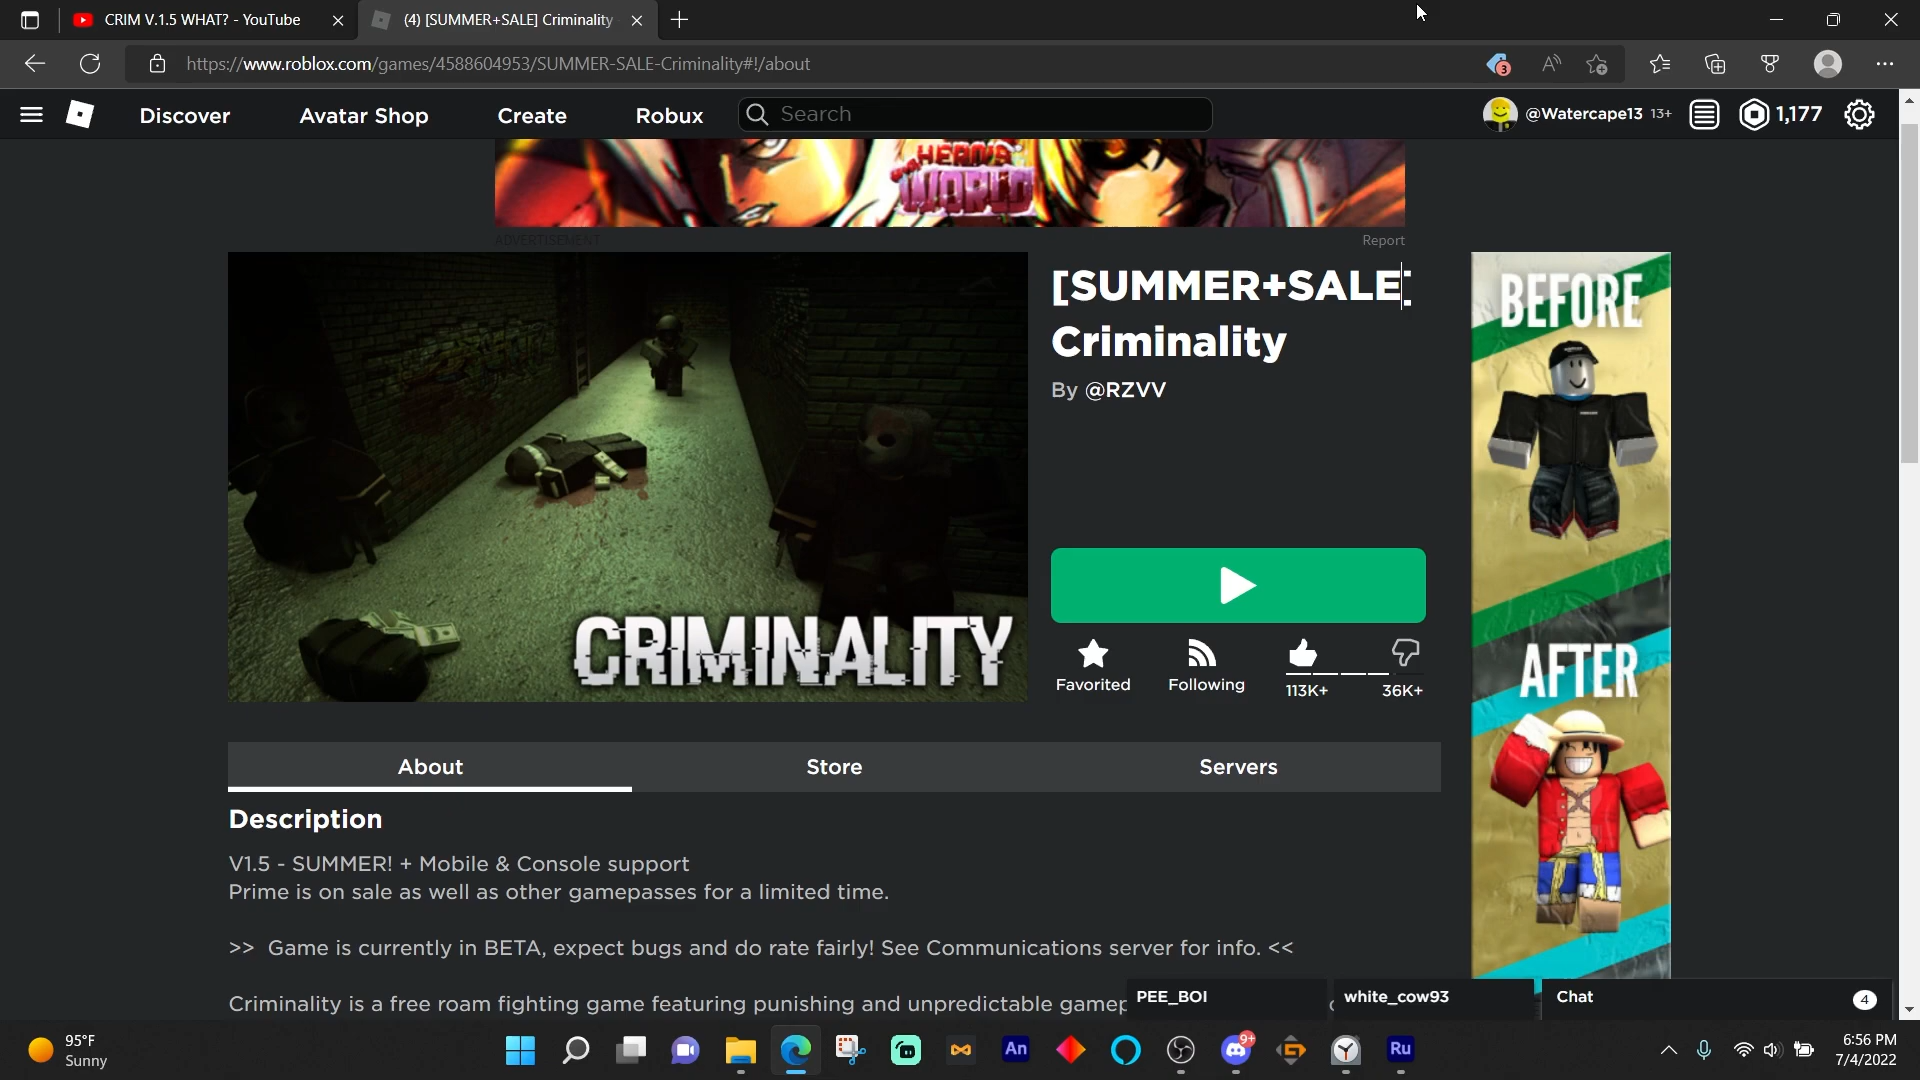 CRIM V.1.5 WHAT? - YouTube
(4) [SUMMER+SALE] Criminality
https://www.roblox.com/games/4588604953/SUMMER-SALE-Criminality#!/about
3
Discover
Avatar Shop
Create
Robux
Search
@Watercape13 13+
1,177
HERO'S
WORLD
ADVERTISEMENT
Report
[SUMMER+SALE]
Criminality
By @RZVV
CRIMINALITY
Favorited
Following
113K+
36K+
BEFORE
AFTER
About
Store
Servers
Description
V1.5 - SUMMER! + Mobile & Console support
Prime is on sale as well as other gamepasses for a limited time.
>> Game is currently in BETA, expect bugs and do rate fairly! See Communications server for info. <<
Criminality is a free roam fighting game featuring punishing and unpredictable gamep
PEE_BOI
white_cow93
Chat
4
95°F
Sunny
An
9+
Ru
6:56 PM
7/4/2022